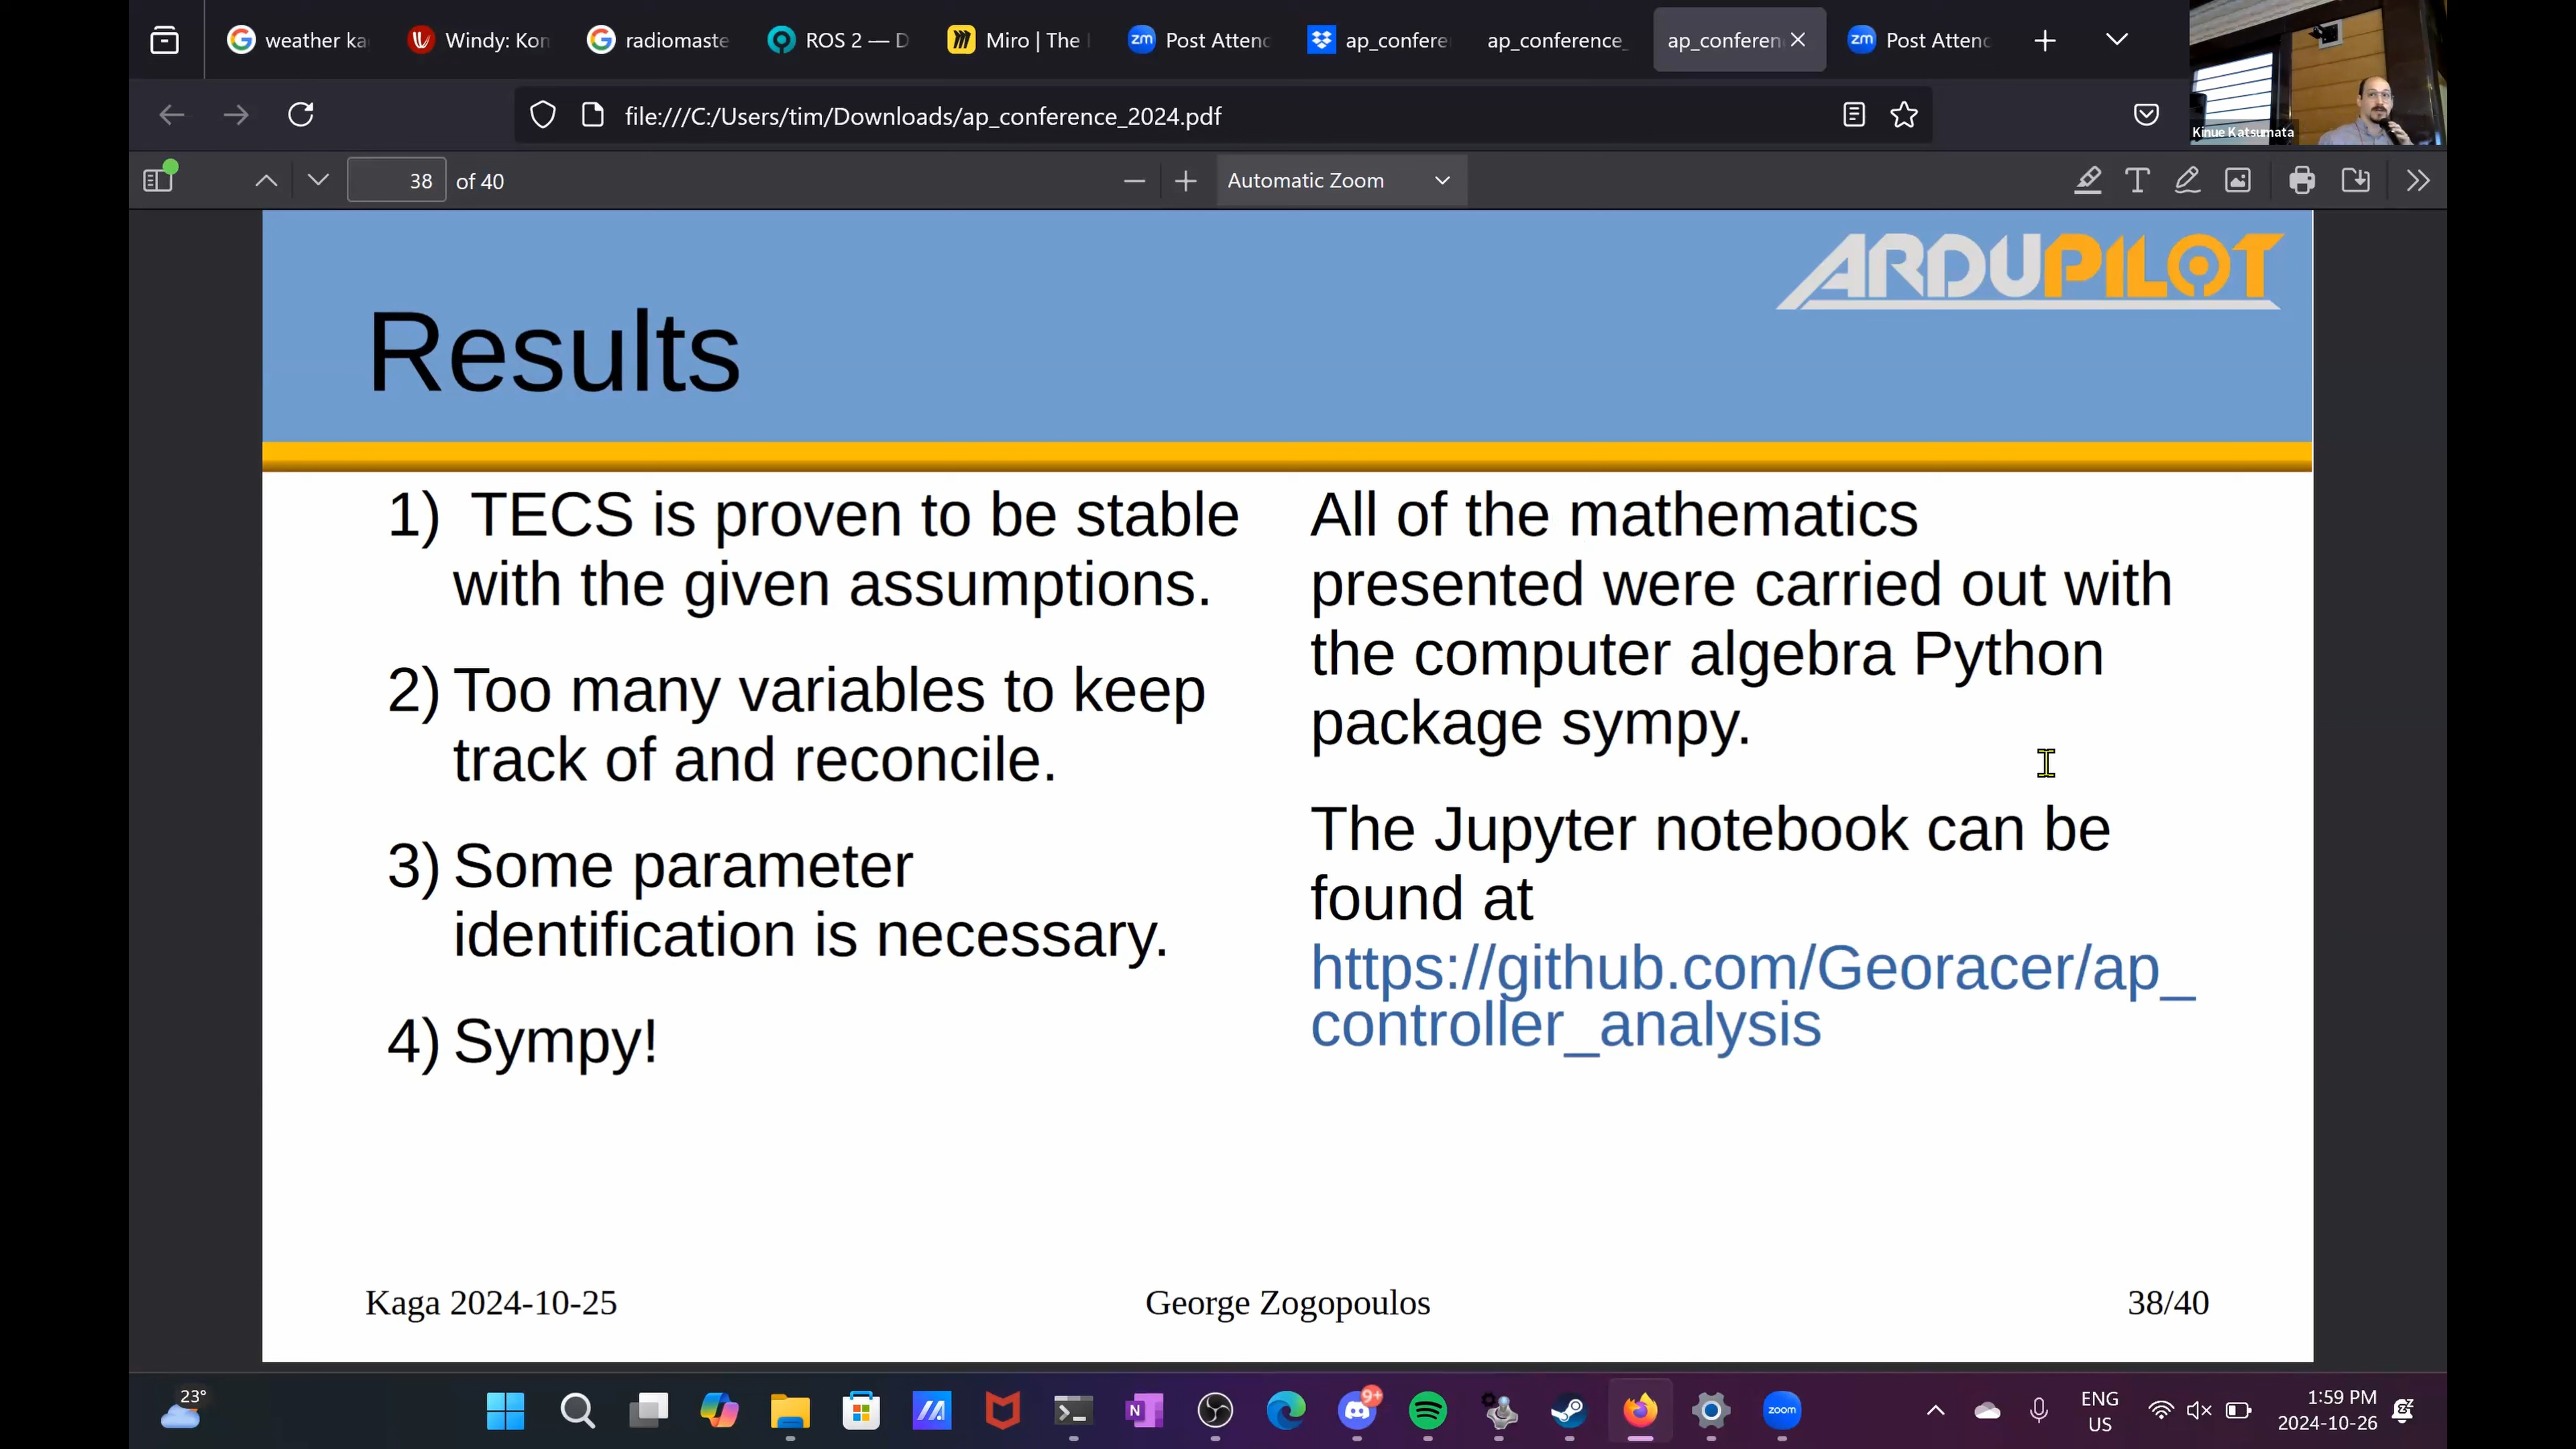 weather ka
Windy: Kon
radiomaste
ROS 2 — D
Miro | The
Post Attend
ap_confere
ap_conference_
ap_conferen
Post Attend
file:///C:/Users/tim/Downloads/ap_conference_2024.pdf
Kinue Katsumata
38 of 40
Automatic Zoom
ARDUPILOT
Results
1) TECS is proven to be stable
with the given assumptions.
2) Too many variables to keep
track of and reconcile.
3) Some parameter
identification is necessary.
4) Sympy!
All of the mathematics
presented were carried out with
the computer algebra Python
package sympy.
The Jupyter notebook can be
found at
https://github.com/Georacer/ap_
controller_analysis
Kaga 2024-10-25
George Zogopoulos
38/40
23°
9+
zoom
ENG
US
1:59 PM
2024-10-26